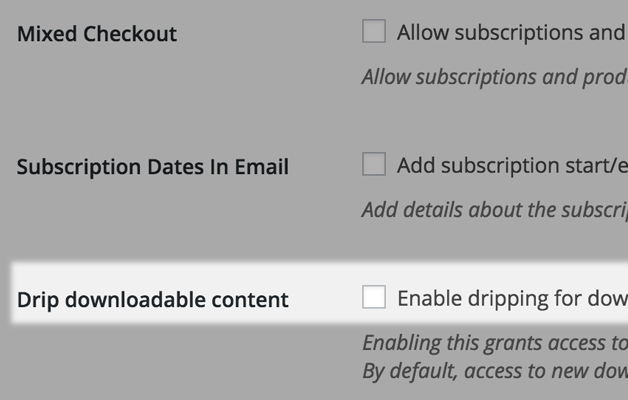 Mixed Checkout
Allow subscriptions and
Allow subscriptions and prod
Subscription Dates In Email
Add subscription start/e
Add details about the subscrip
Drip downloadable content
Enable dripping for dow
Enabling this grants access to
By default, access to new dow